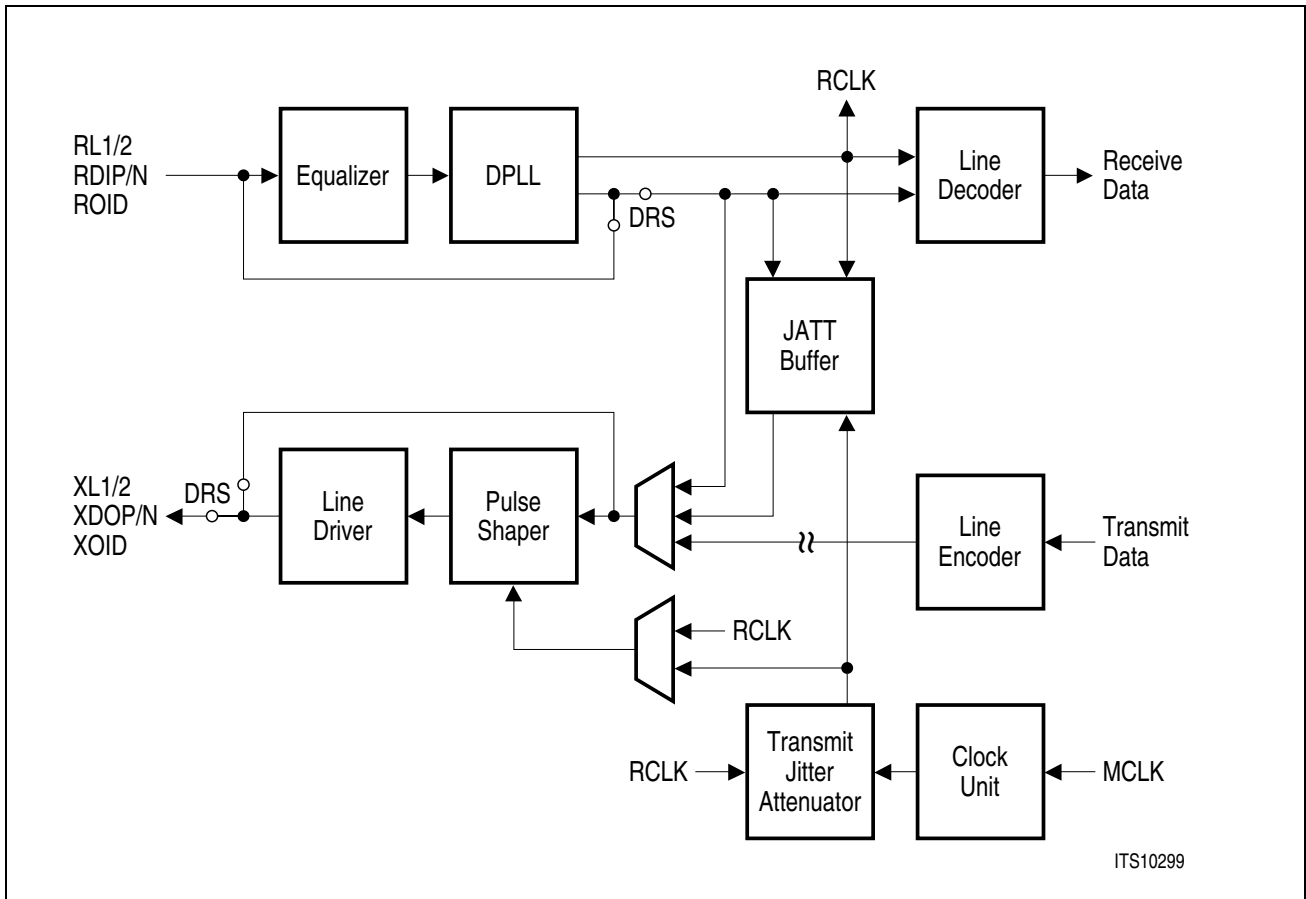 RCLK
RL1/2
RDIP/N
ROID
Equalizer
DPLL
Line
Decoder
Receive
Data
DRS
JATT
Buffer
XL1/2
XDOP/N
XOID
DRS
Line
Driver
Pulse
Shaper
Line
Encoder
Transmit
Data
RCLK
RCLK
Transmit
Jitter
Attenuator
Clock
Unit
MCLK
ITS10299